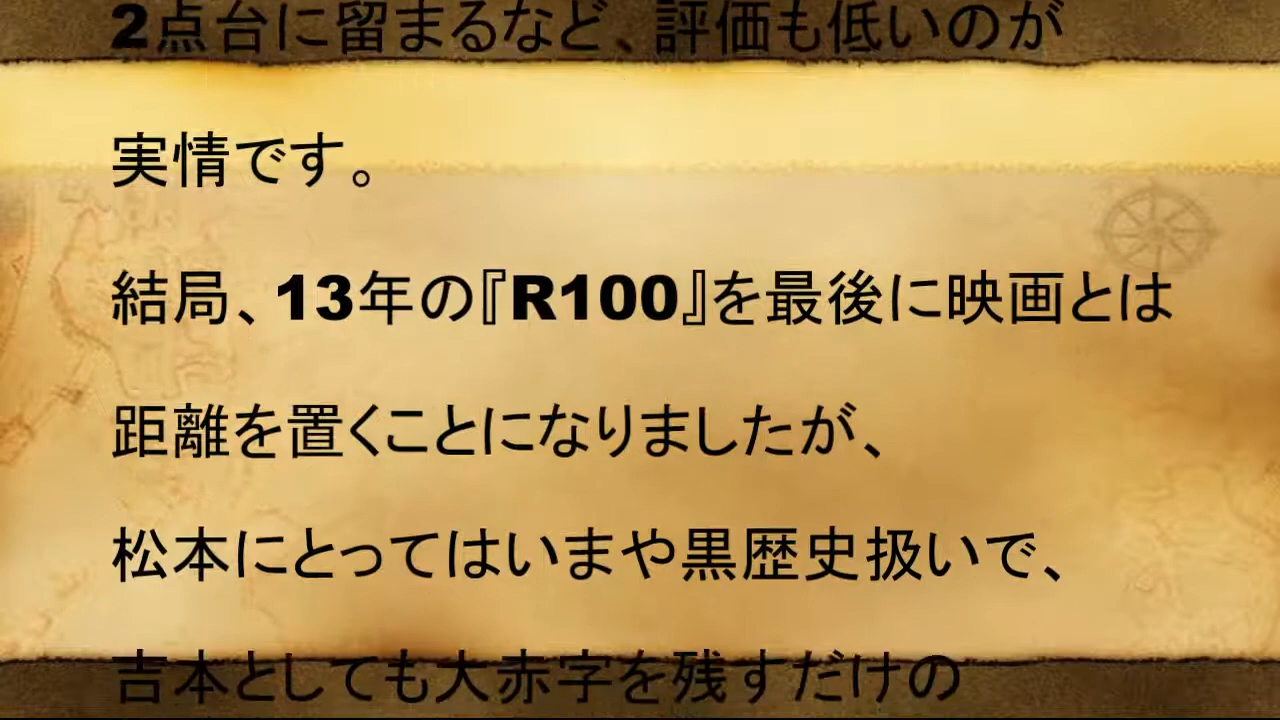 2点台に留まるなど、評価も低いのが
実情です。
結局、13年の『R100』を最後に映画とは
距離を置くことになりましたが、
松本にとってはいまや黒歴史扱いで、
吉本としても大赤字を残すだけの